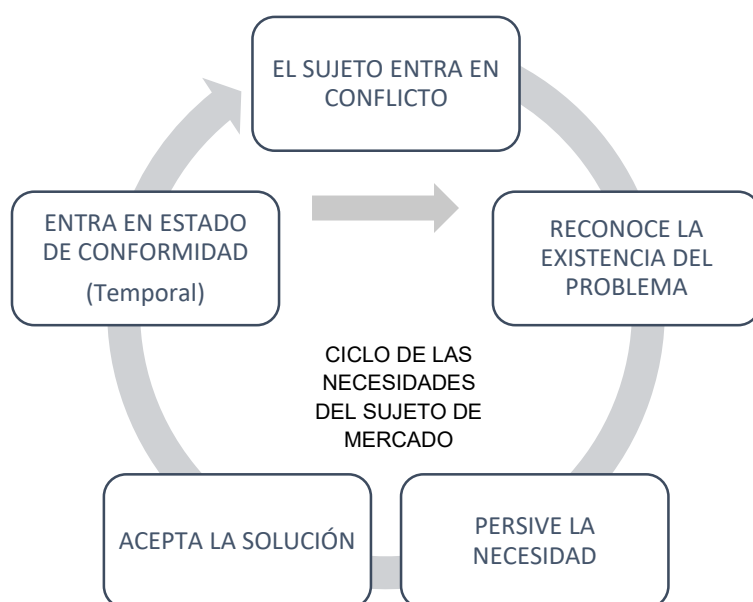 EL SUJETO ENTRA EN
CONFLICTO
ENTRA EN ESTADO
DE CONFORMIDAD
(Temporal)
RECONOCE LA
EXISTENCIA DEL
PROBLEMA
CICLO DE LAS
NECESIDADES
DEL SUJETO DE
MERCADO
ACEPTA LA SOLUCIÓN
PERSIVE LA
NECESIDAD